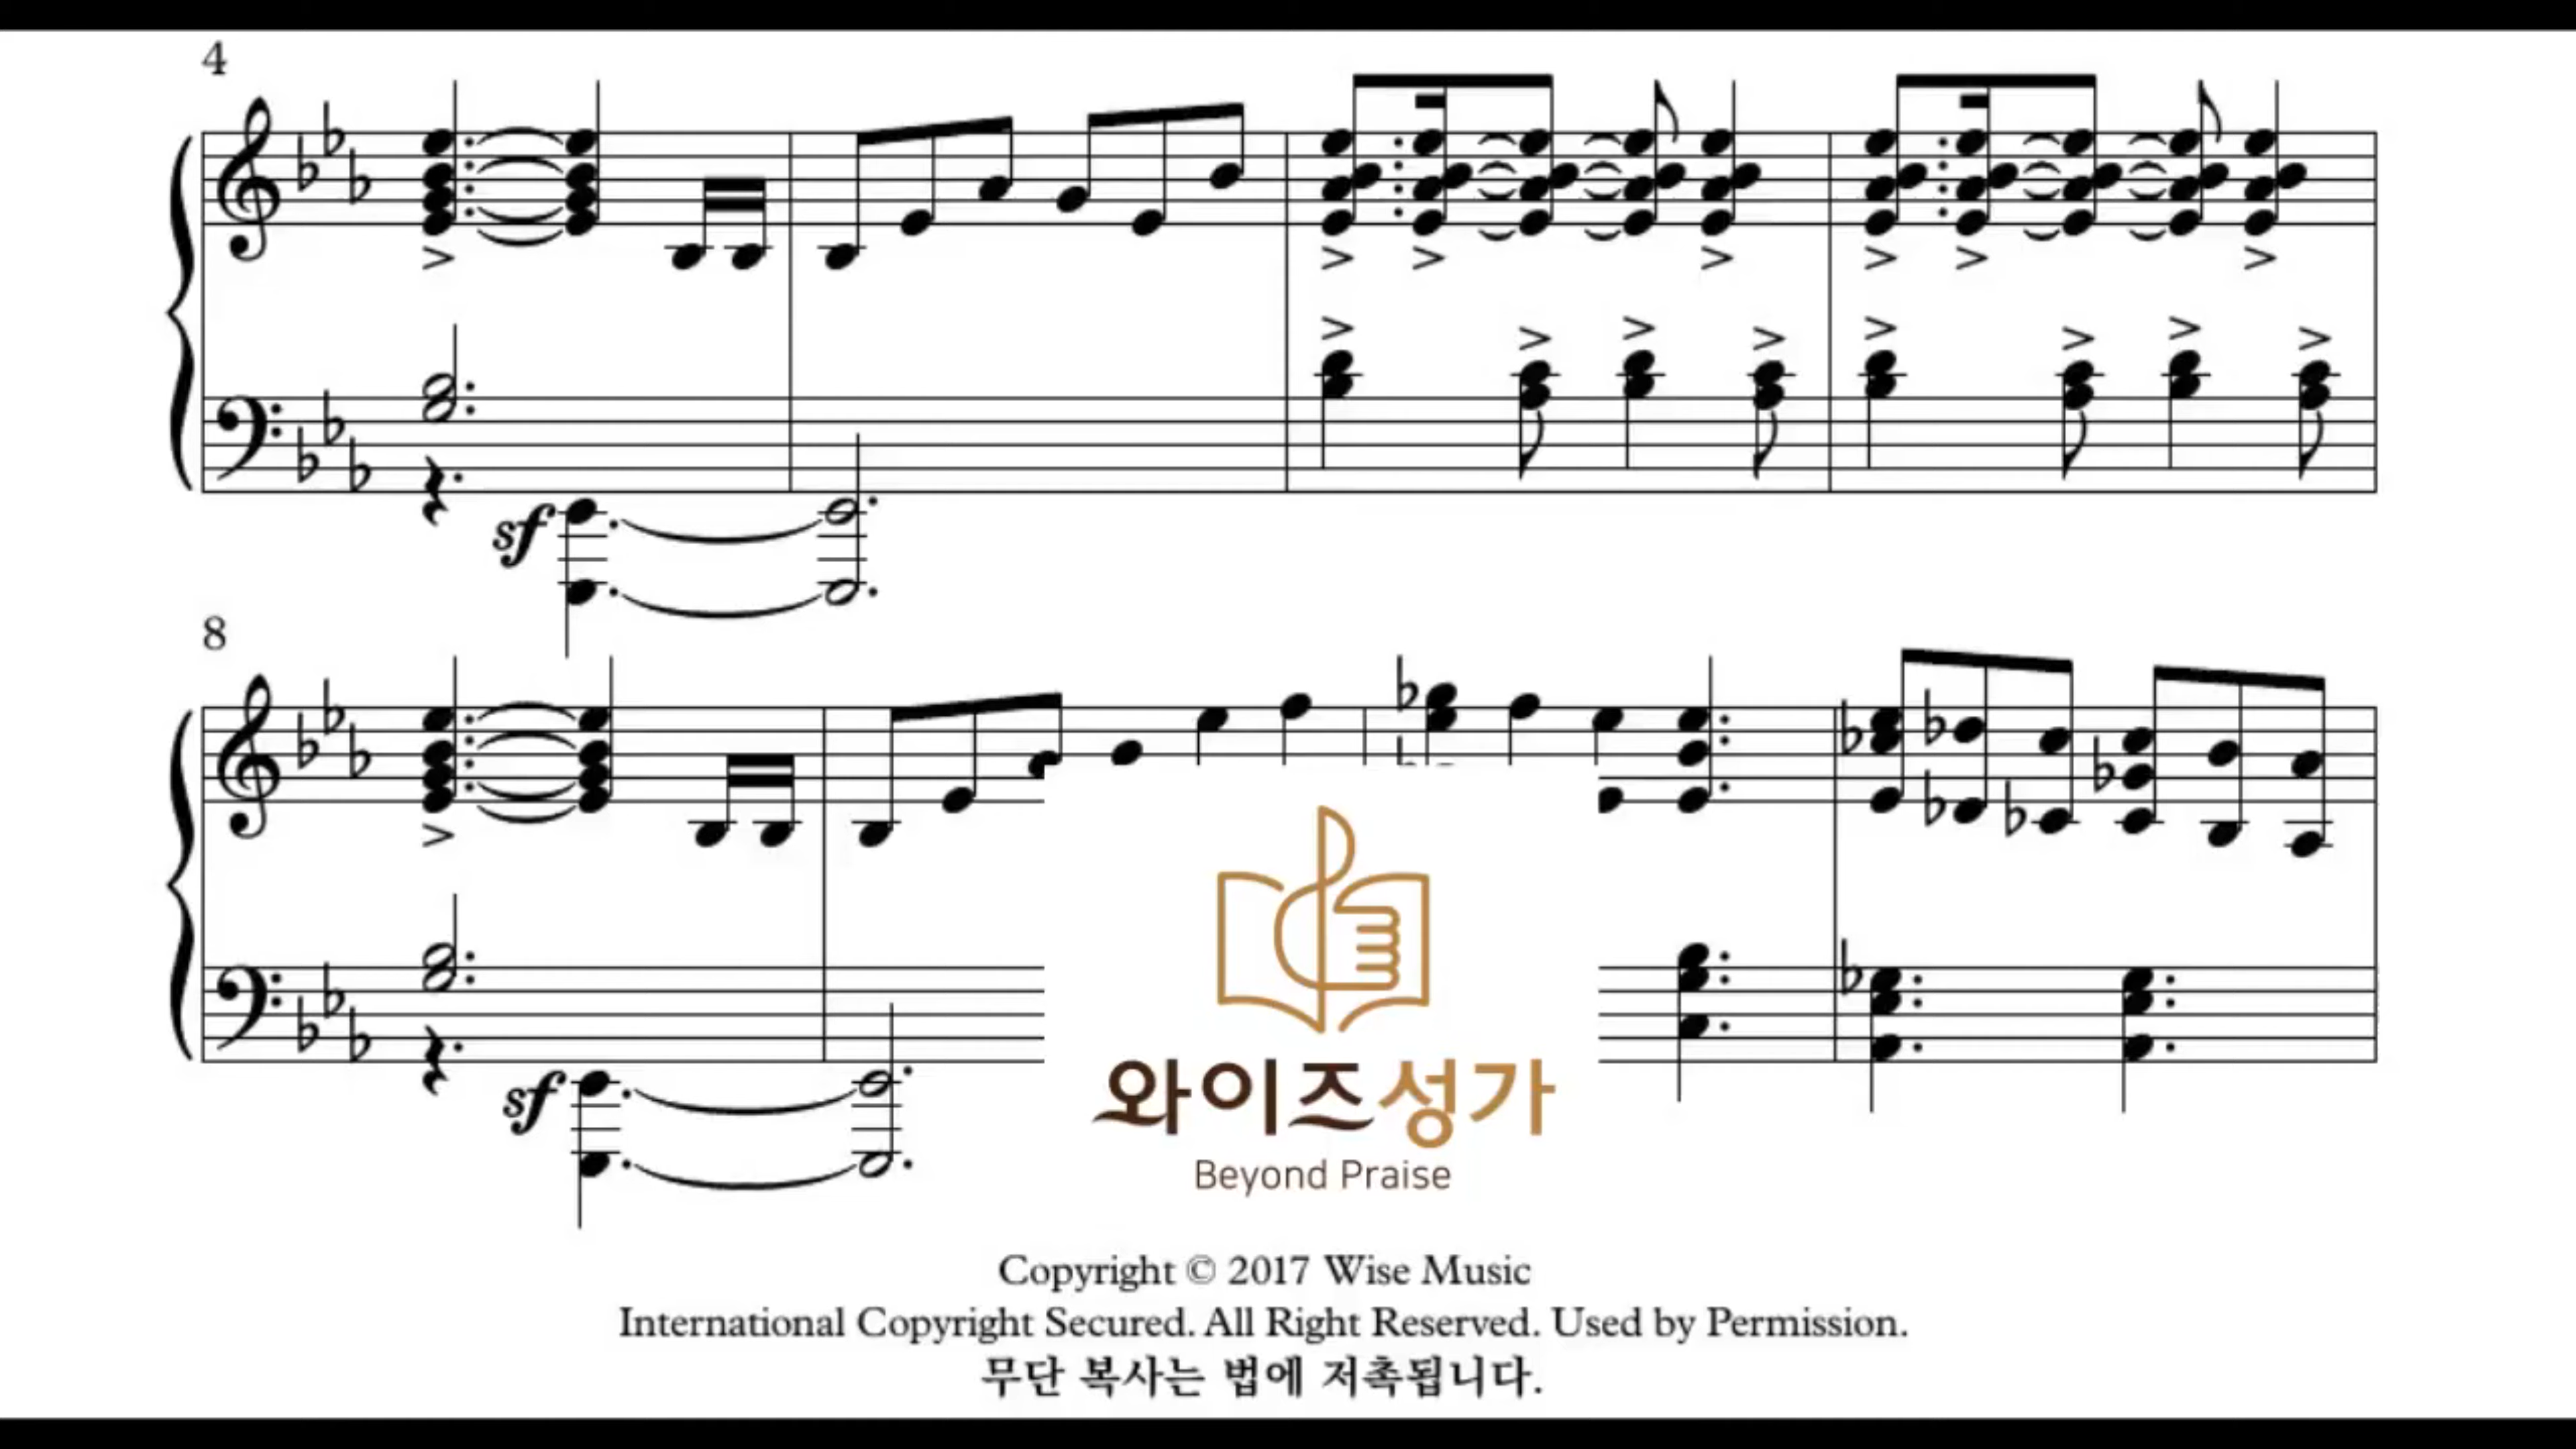 4
sf
8
sf
와이즈성가
Beyond Praise
Copyright © 2017 Wise Music
International Copyright Secured. All Right Reserved. Used by Permission.
무단 복사는 법에 저촉됩니다.